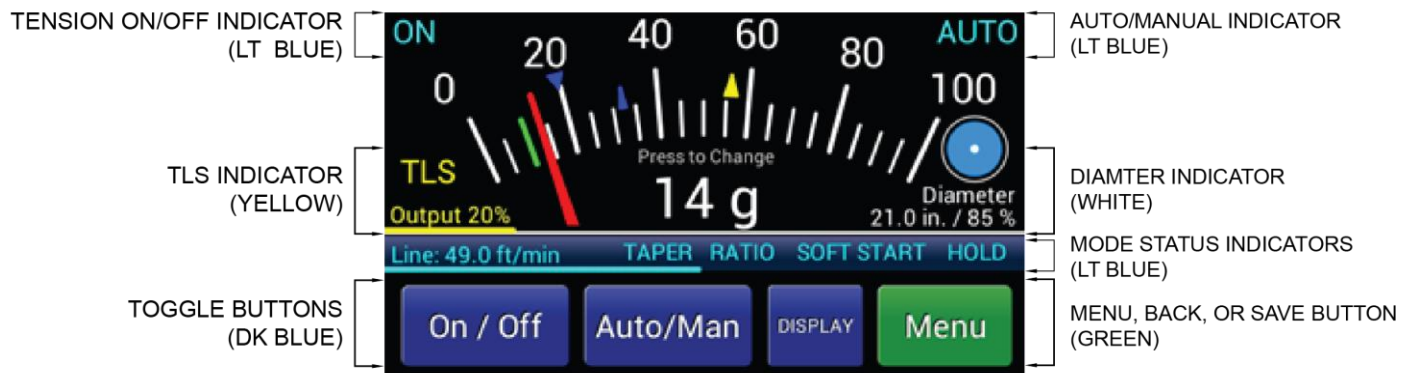 TENSION ON/OFF INDICATOR
(LT BLUE)
TLS INDICATOR
(YELLOW)
TOGGLE BUTTONS
(DK BLUE)
ON
AUTO
0
20
40
60
80
100
TLS
Press to Change
14 g
Output 20%
Diameter
21.0 in. / 85 %
Line: 49.0 ft/min TAPER RATIO SOFT START HOLD
On / Off
Auto/Man
DISPLAY
Menu
AUTO/MANUAL INDICATOR
(LT BLUE)
DIAMTER INDICATOR
(WHITE)
MODE STATUS INDICATORS
(LT BLUE)
MENU, BACK, OR SAVE BUTTON
(GREEN)